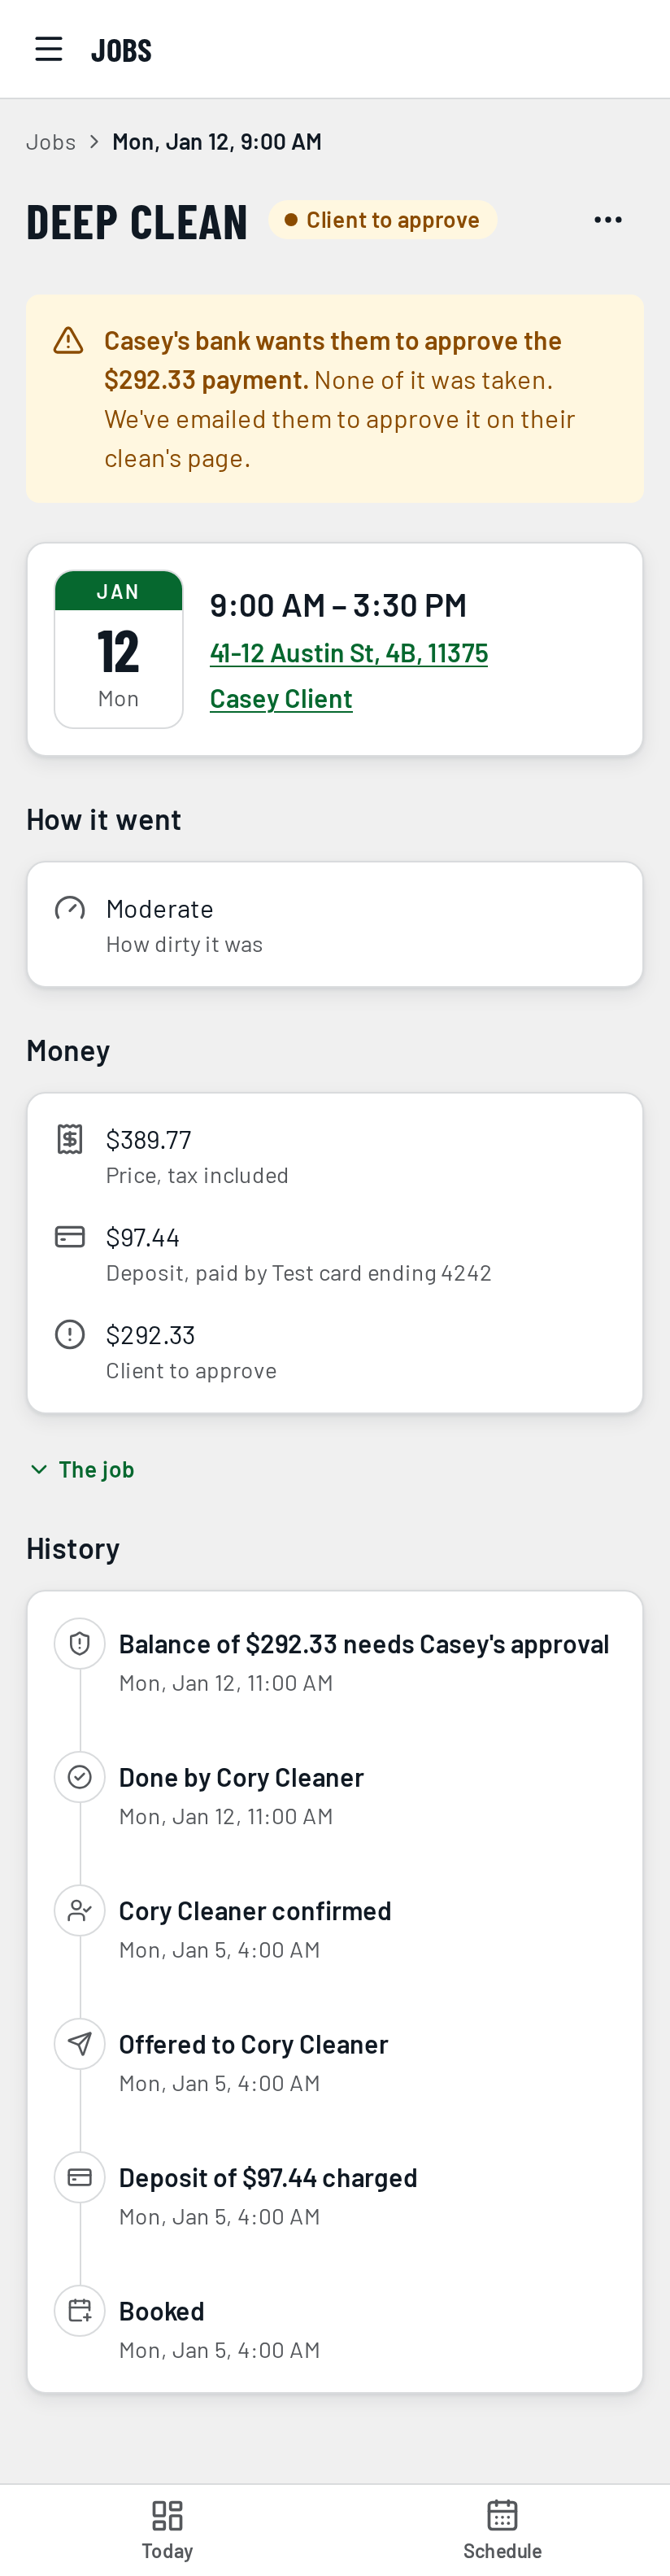 JOBS
Jobs > Mon, Jan 12, 9:00 AM
DEEP CLEAN
Client to approve
Casey's bank wants them to approve the
$292.33 payment. None of it was taken.
We've emailed them to approve it on their
clean's page.
JAN
12
Mon
9:00 AM – 3:30 PM
41-12 Austin St, 4B, 11375
Casey Client
How it went
Moderate
How dirty it was
Money
$389.77
Price, tax included
$97.44
Deposit, paid by Test card ending 4242
$292.33
Client to approve
The job
History
Balance of $292.33 needs Casey's approval
Mon, Jan 12, 11:00 AM
Done by Cory Cleaner
Mon, Jan 12, 11:00 AM
Cory Cleaner confirmed
Mon, Jan 5, 4:00 AM
Offered to Cory Cleaner
Mon, Jan 5, 4:00 AM
Deposit of $97.44 charged
Mon, Jan 5, 4:00 AM
Booked
Mon, Jan 5, 4:00 AM
Today
Schedule